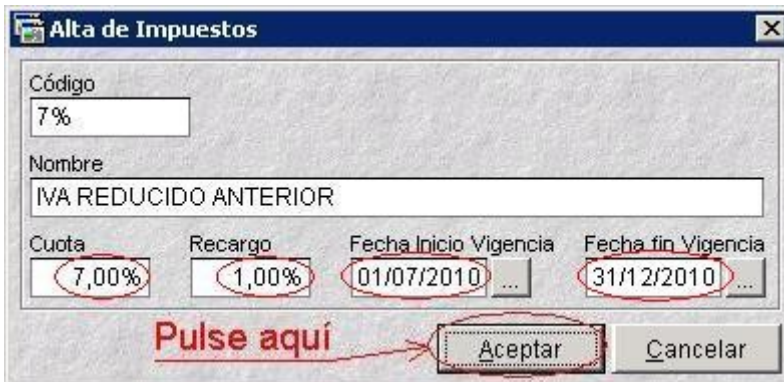 Alta de Impuestos
Código
7%
Nombre
IVA REDUCIDO ANTERIOR
Cuota Recargo Fecha Inicio Vigencia Fecha fin Vigencia
7,00% 1,00% 01/07/2010 ... 31/12/2010 ...
Pulse aquí Aceptar Cancelar